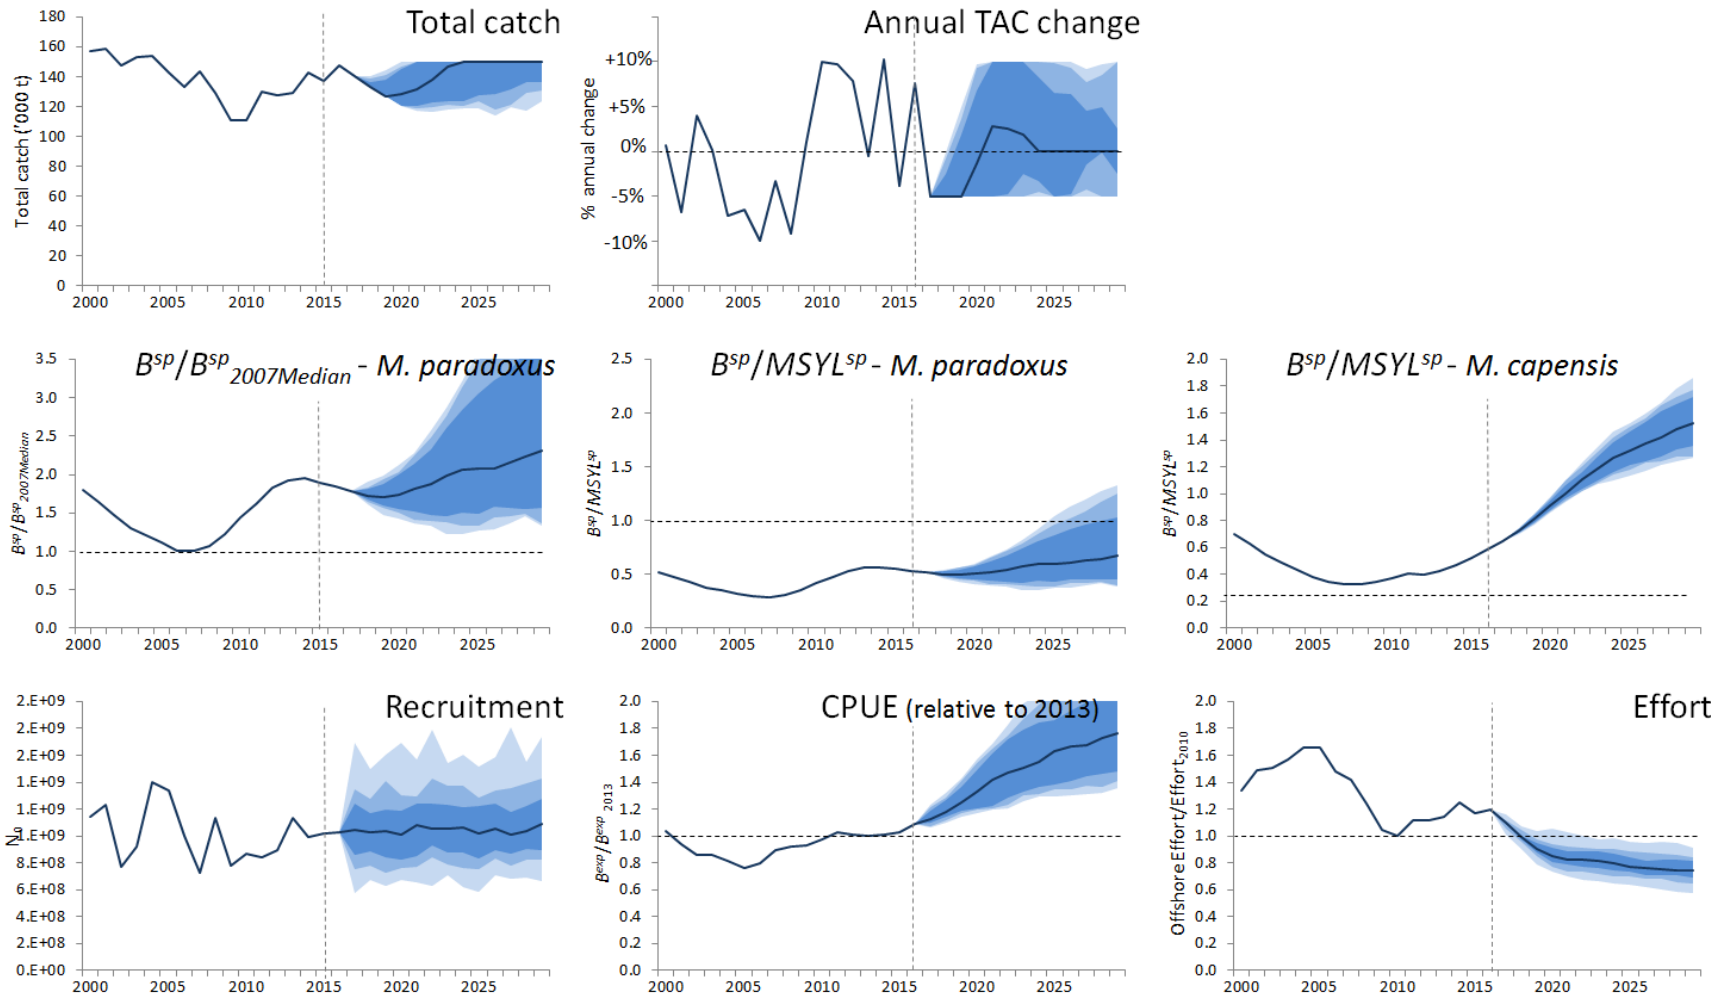 Total catch
Total catch ('000 t)
180
160
140
120
100
80
60
40
20
0
2000 2005 2010 2015 2020 2025
Annual TAC change
% annual change
+10%
+5%
0%
-5%
-10%
2000 2005 2010 2015 2020 2025
Bsp/Bsp2007Median - M. paradoxus
Bsp/Bsp2007Median
3.5
3.0
2.5
2.0
1.5
1.0
0.5
0.0
2000 2005 2010 2015 2020 2025
Bsp/MSYLsp - M. paradoxus
Bsp/MSYLsp
2.5
2.0
1.5
1.0
0.5
0.0
2000 2005 2010 2015 2020 2025
Bsp/MSYLsp - M. capensis
Bsp/MSYLsp
2.0
1.8
1.6
1.4
1.2
1.0
0.8
0.6
0.4
0.2
0.0
2000 2005 2010 2015 2020 2025
Recruitment
2.E+09
2.E+09
2.E+09
1.E+09
1.E+09
1.E+09
8.E+08
6.E+08
4.E+08
2.E+08
0.E+00
2000 2005 2010 2015 2020 2025
CPUE (relative to 2013)
Bexp/Bexp2013
2.0
1.8
1.6
1.4
1.2
1.0
0.8
0.6
0.4
0.2
0.0
2000 2005 2010 2015 2020 2025
Effort
Offshore Effort/Effort2010
2.0
1.8
1.6
1.4
1.2
1.0
0.8
0.6
0.4
0.2
0.0
2000 2005 2010 2015 2020 2025